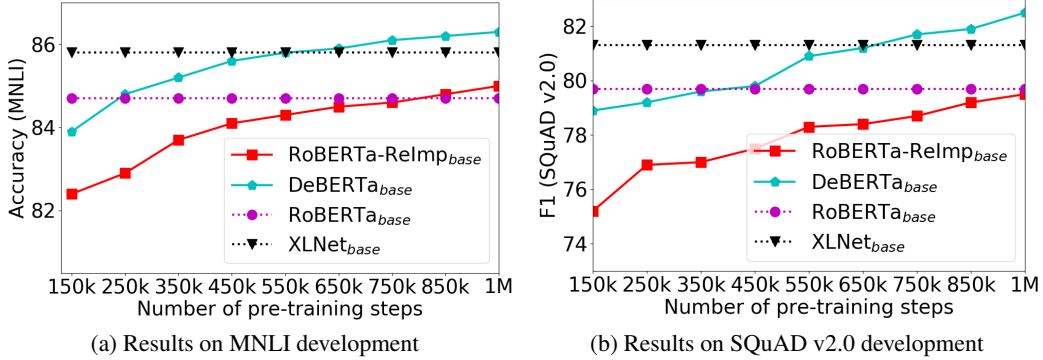 Accuracy (MNLI)
86
84
82
RoBERTa-ReImp_base
DeBERTa_base
RoBERTa_base
XLNet_base
150k 250k 350k 450k 550k 650k 750k 850k 1M
Number of pre-training steps
(a) Results on MNLI development
F1 (SQuAD v2.0)
82
80
78
76
74
RoBERTa-ReImp_base
DeBERTa_base
RoBERTa_base
XLNet_base
150k 250k 350k 450k 550k 650k 750k 850k 1M
Number of pre-training steps
(b) Results on SQuAD v2.0 development